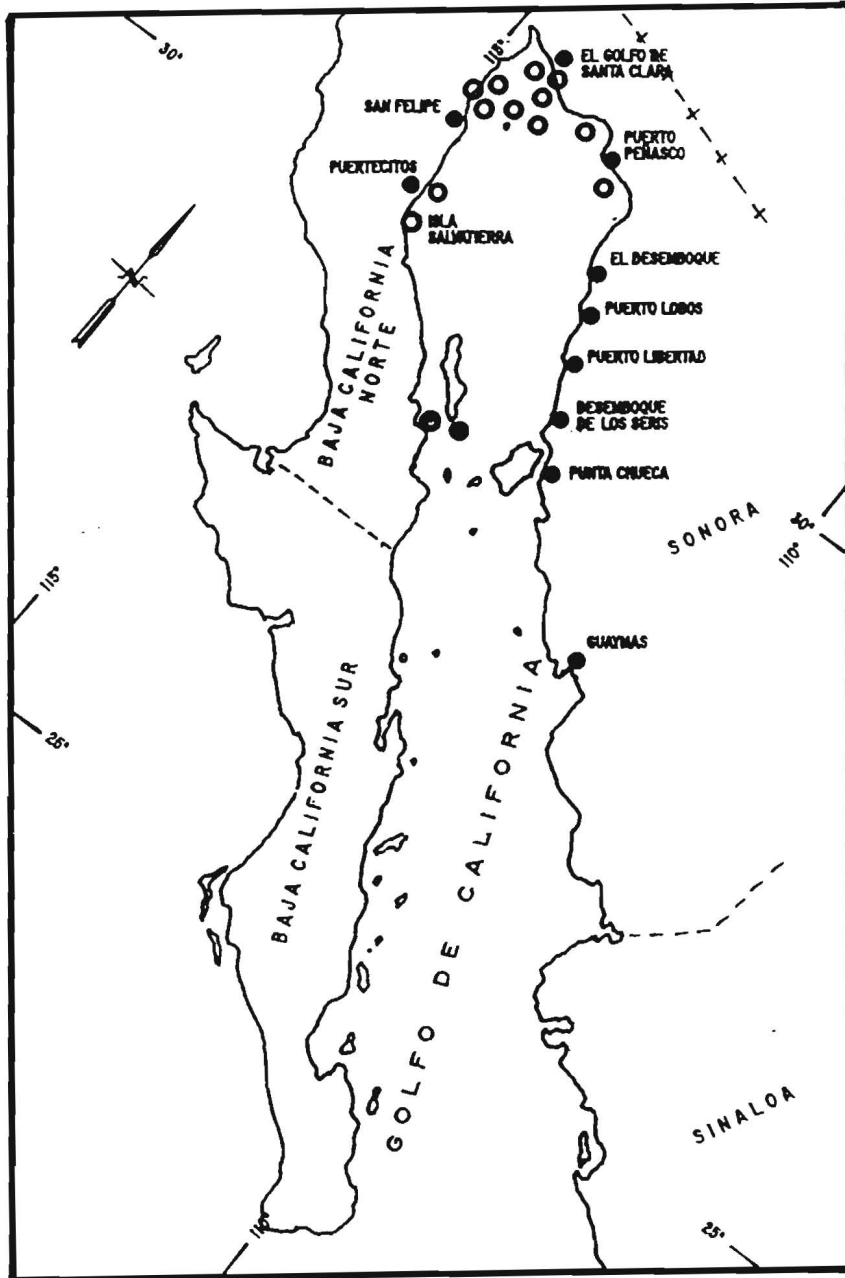 30°
115°
EL GOLFO DE
SANTA CLARA
SAN FELIPE
PUERTO
PEÑASCO
PUERTECITOS
ISLA
SALVATIERRA
EL DESEMBOQUE
PUERTO LOBOS
BAJA CALIFORNIA
NORTE
PUERTO LIBERTAD
DESEMBOQUE
DE LOS SERIS
PUNTA CHUECA
SONORA
30°
110°
115°
GUAYMAS
25°
BAJA CALIFORNIA SUR
GOLFO DE CALIFORNIA
SINALOA
110°
25°